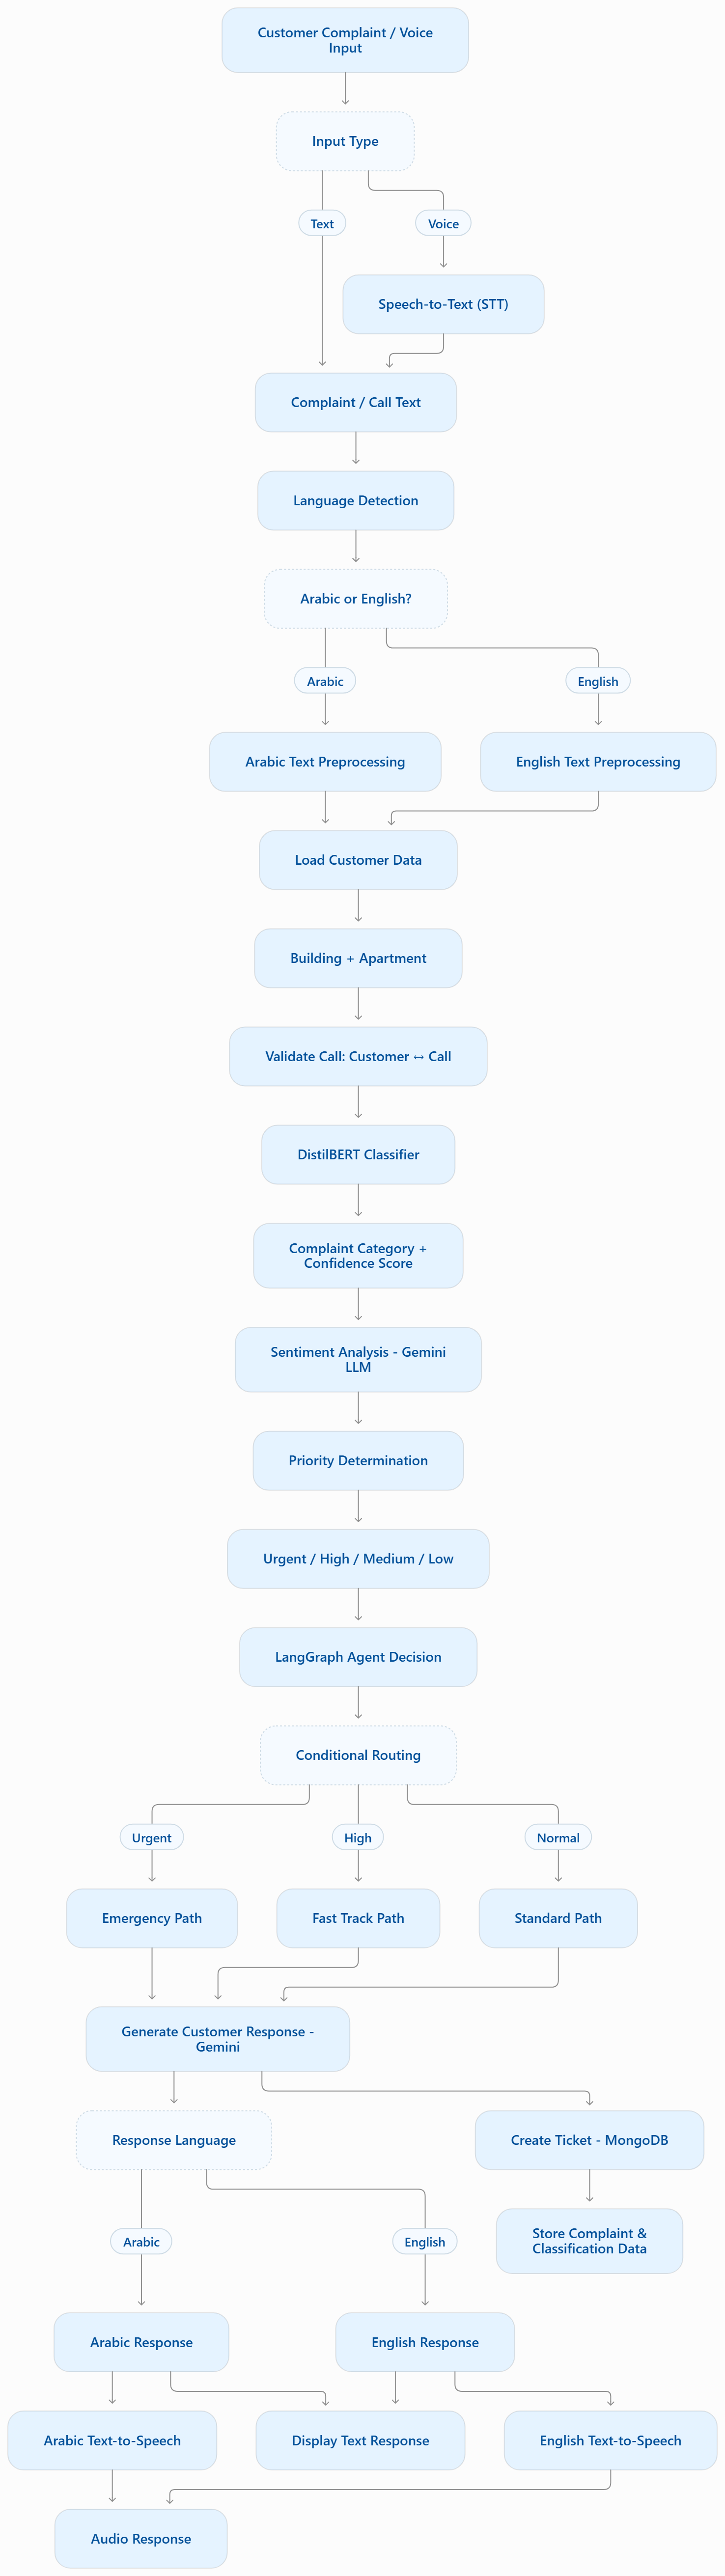 Customer Complaint / Voice
Input
Input Type
Text
Voice
Speech-to-Text (STT)
Complaint / Call Text
Language Detection
Arabic or English?
Arabic
English
Arabic Text Preprocessing
English Text Preprocessing
Load Customer Data
Building + Apartment
Validate Call: Customer ↔ Call
DistilBERT Classifier
Complaint Category +
Confidence Score
Sentiment Analysis - Gemini
LLM
Priority Determination
Urgent / High / Medium / Low
LangGraph Agent Decision
Conditional Routing
Urgent
High
Normal
Emergency Path
Fast Track Path
Standard Path
Generate Customer Response -
Gemini
Response Language
Create Ticket - MongoDB
Store Complaint &
Classification Data
Arabic
English
Arabic Response
English Response
Arabic Text-to-Speech
Display Text Response
English Text-to-Speech
Audio Response